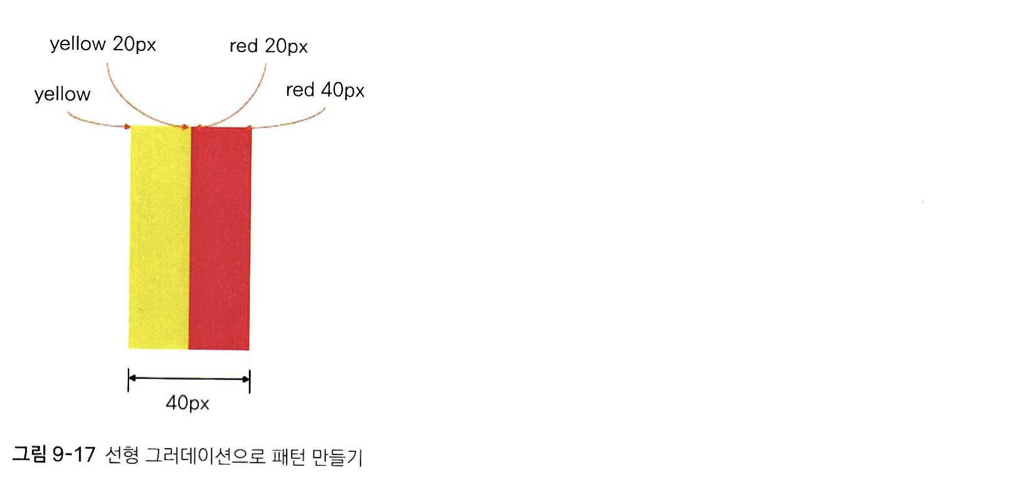 yellow 20px
red 20px
yellow
red 40px
40px
그림 9-17 선형 그러데이션으로 패턴 만들기